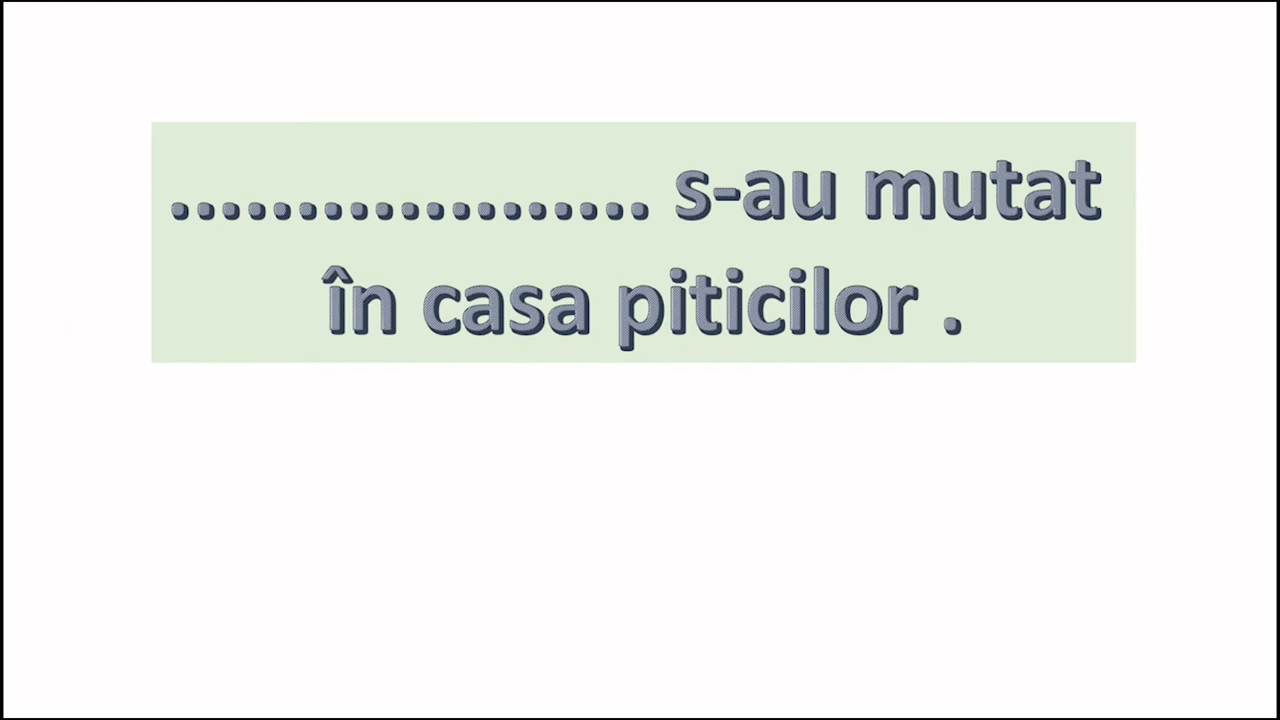 ................... s-au mutat
în casa piticilor .